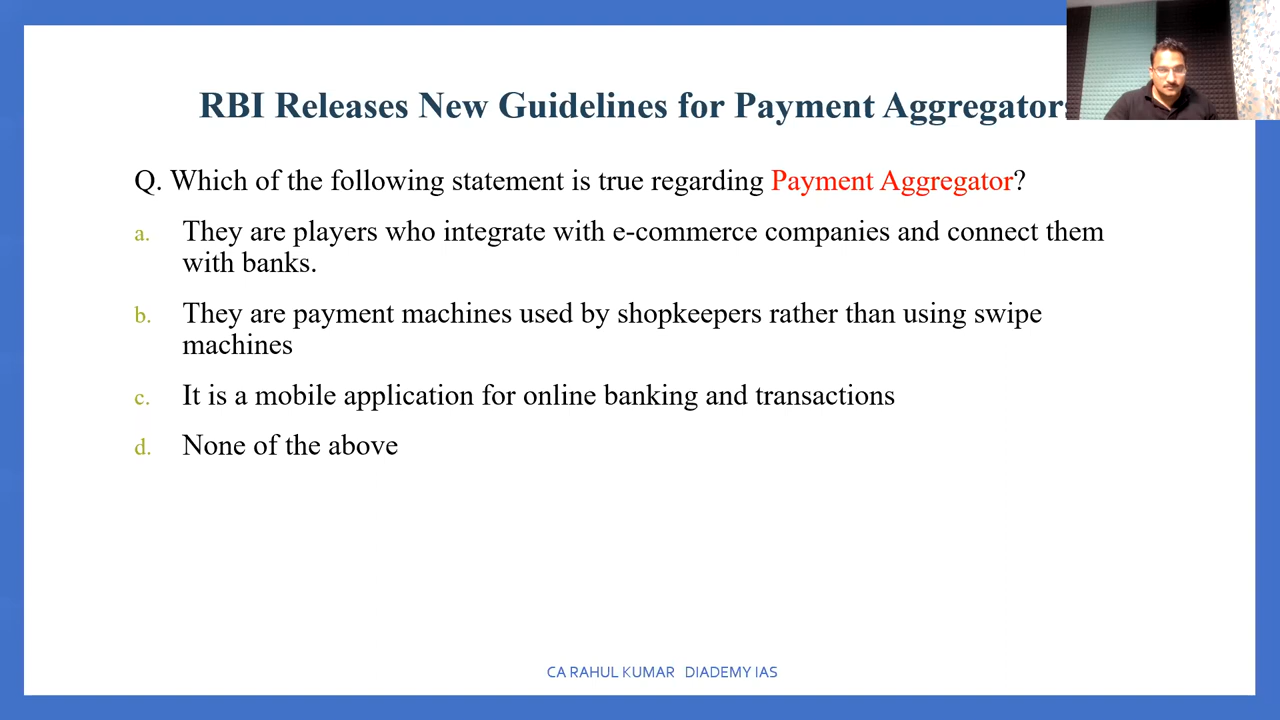 RBI Releases New Guidelines for Payment Aggregators
Q. Which of the following statement is true regarding Payment Aggregator?
a. They are players who integrate with e-commerce companies and connect them
with banks.
b. They are payment machines used by shopkeepers rather than using swipe
machines
c. It is a mobile application for online banking and transactions
d. None of the above
CA RAHUL KUMAR DIADEMY IAS